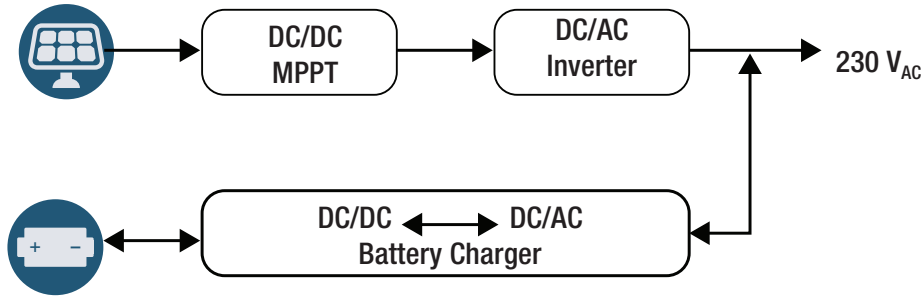 DC/DC
MPPT
DC/AC
Inverter
230 VAC
+ −
DC/DC DC/AC
Battery Charger